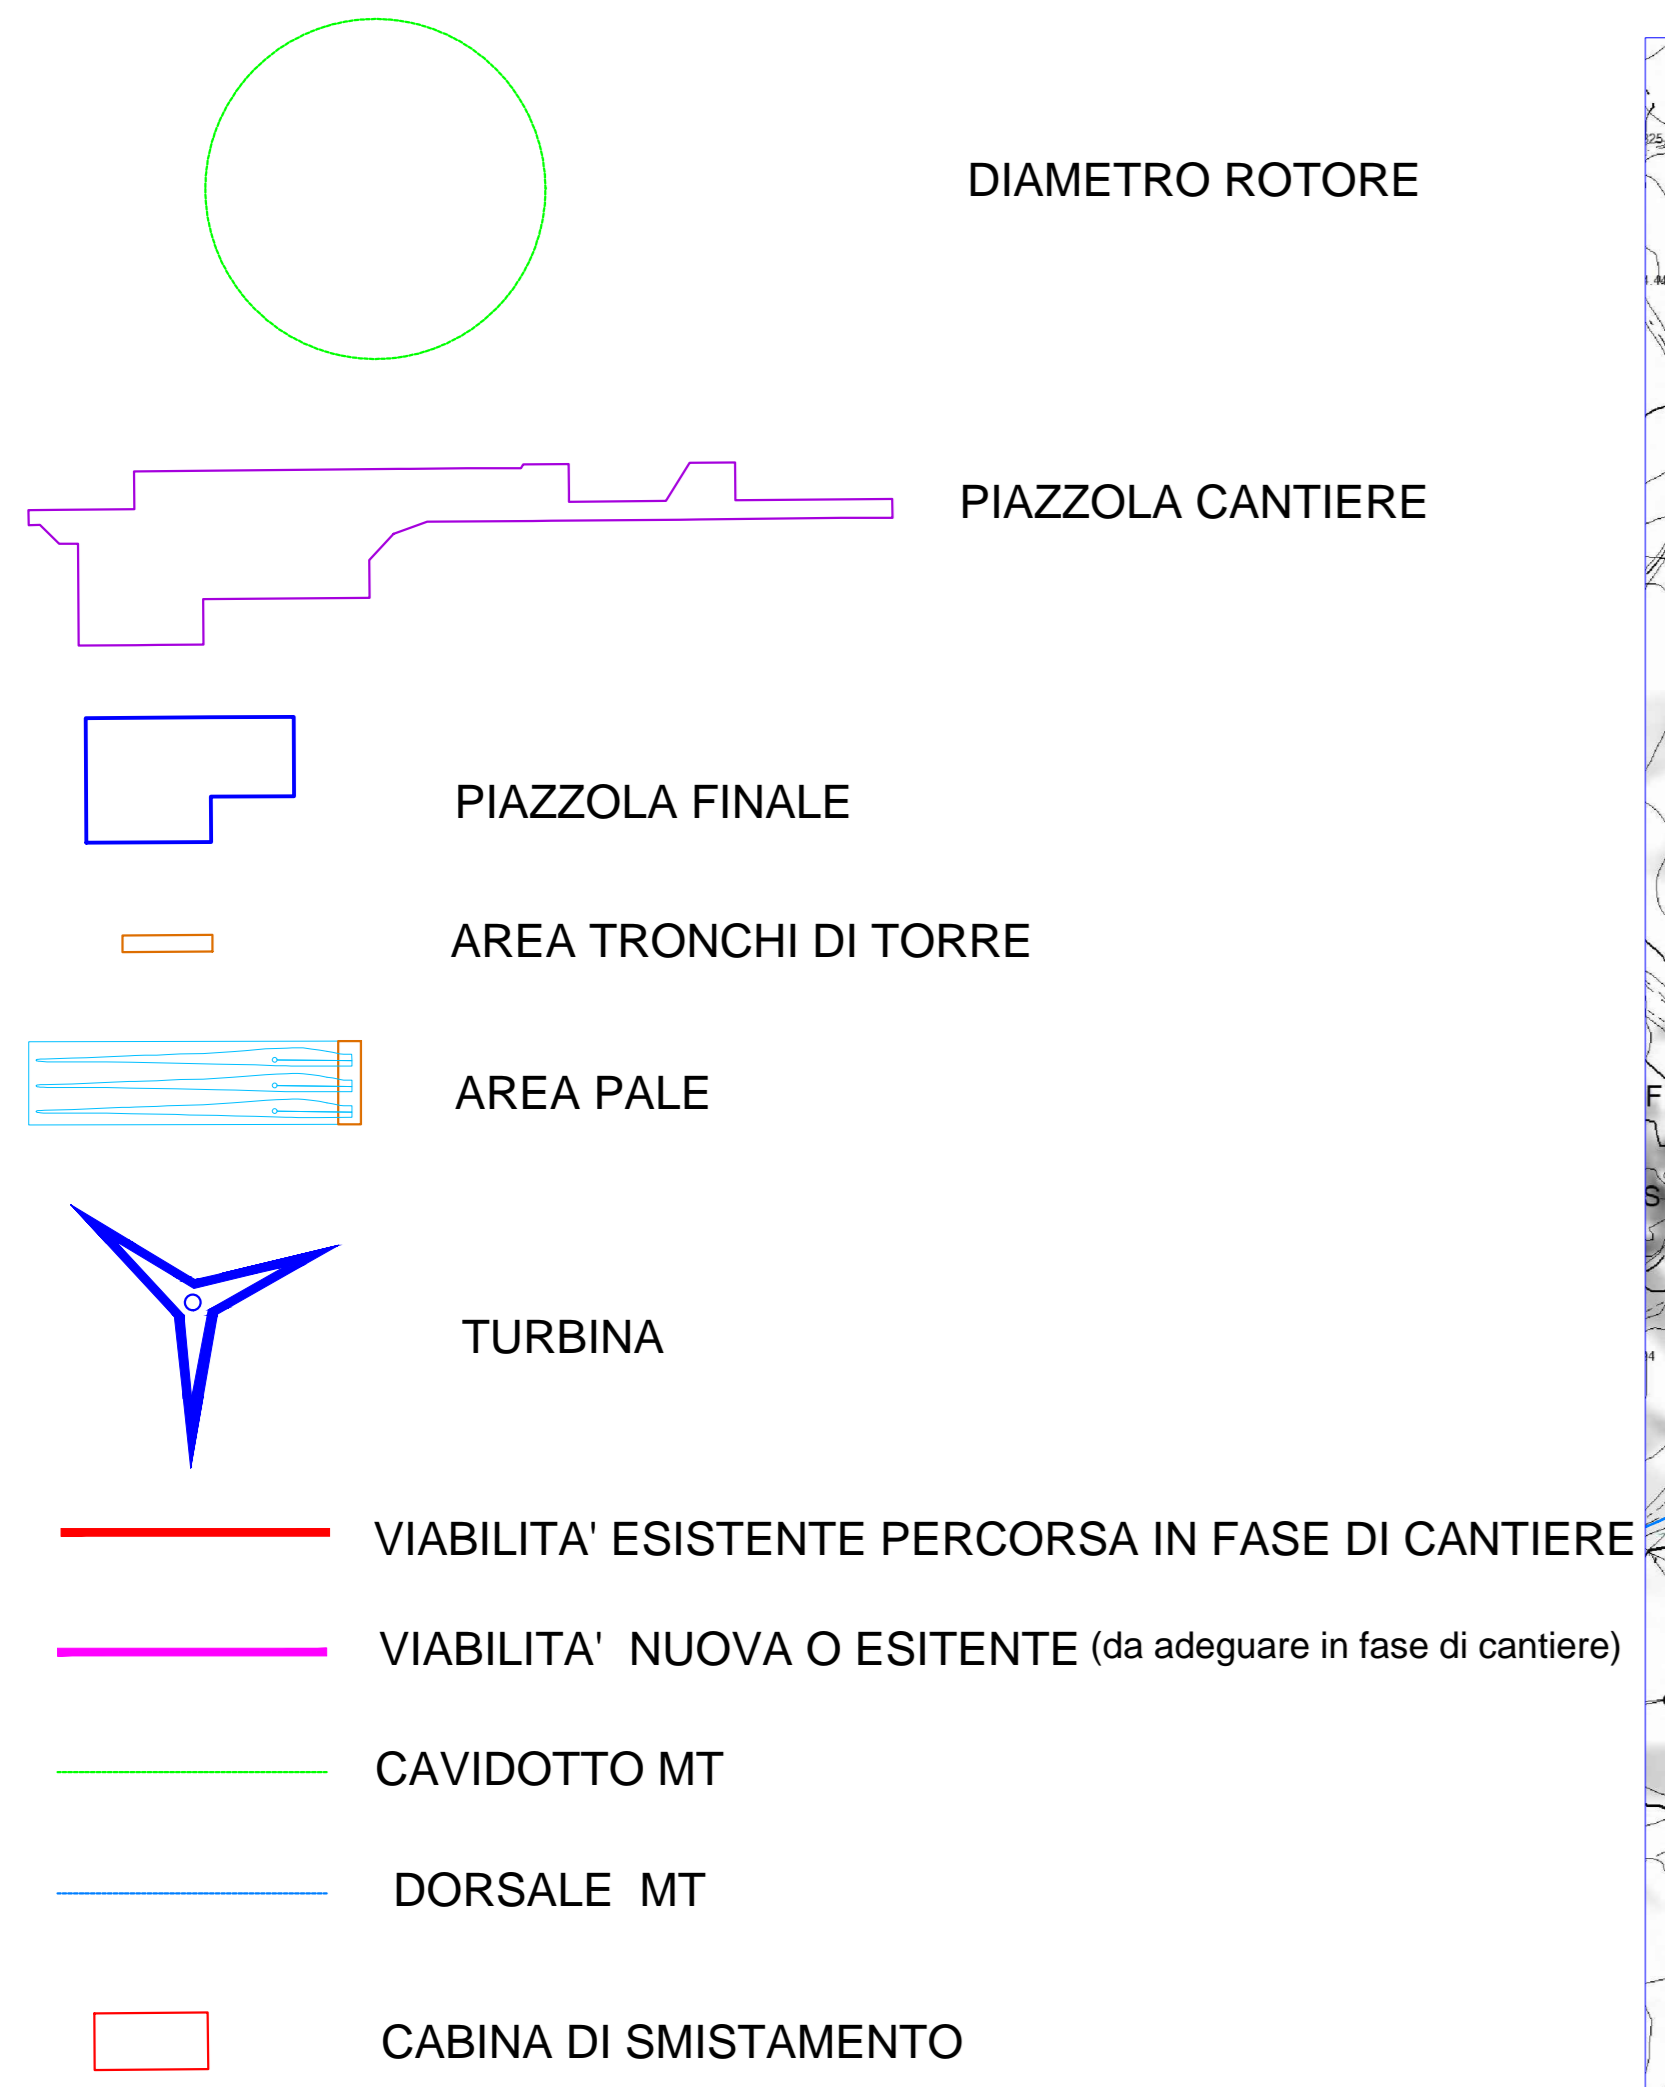 DIAMETRO ROTORE
PIAZZOLA CANTIERE
PIAZZOLA FINALE
AREA TRONCHI DI TORRE
AREA PALE
TURBINA
VIABILITA' ESISTENTE PERCORSA IN FASE DI CANTIERE
VIABILITA' NUOVA O ESITENTE (da adeguare in fase di cantiere)
CAVIDOTTO MT
DORSALE MT
CABINA DI SMISTAMENTO
F
S